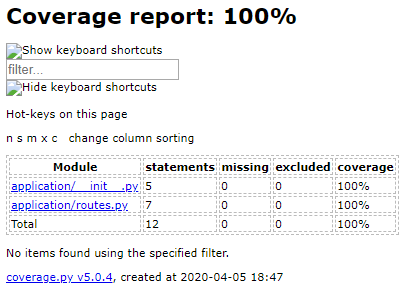 Coverage report: 100%
Show keyboard shortcuts
filter...
Hide keyboard shortcuts
Hot-keys on this page
n s m x c change column sorting
Module statements missing excluded coverage
application/__init__.py 5 0 0 100%
application/routes.py 7 0 0 100%
Total 12 0 0 100%
No items found using the specified filter.
coverage.py v5.0.4, created at 2020-04-05 18:47